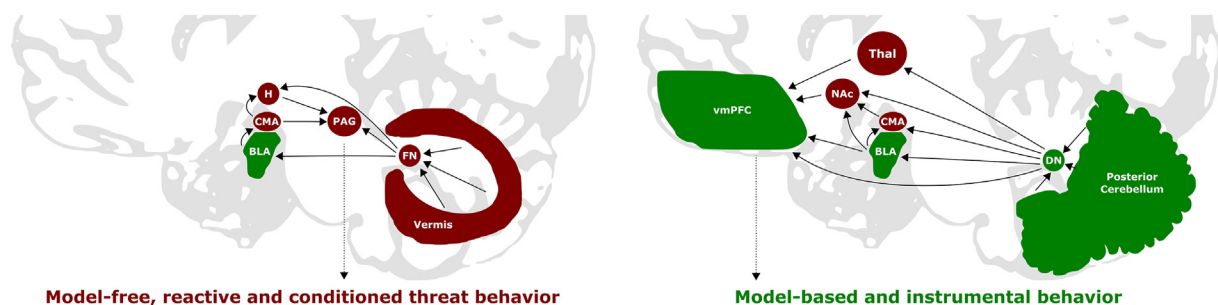 H
CMA
PAG
BLA
FN
Vermis
Model-free, reactive and conditioned threat behavior
Thal
NAc
vmPFC
CMA
BLA
DN
Posterior
Cerebellum
Model-based and instrumental behavior